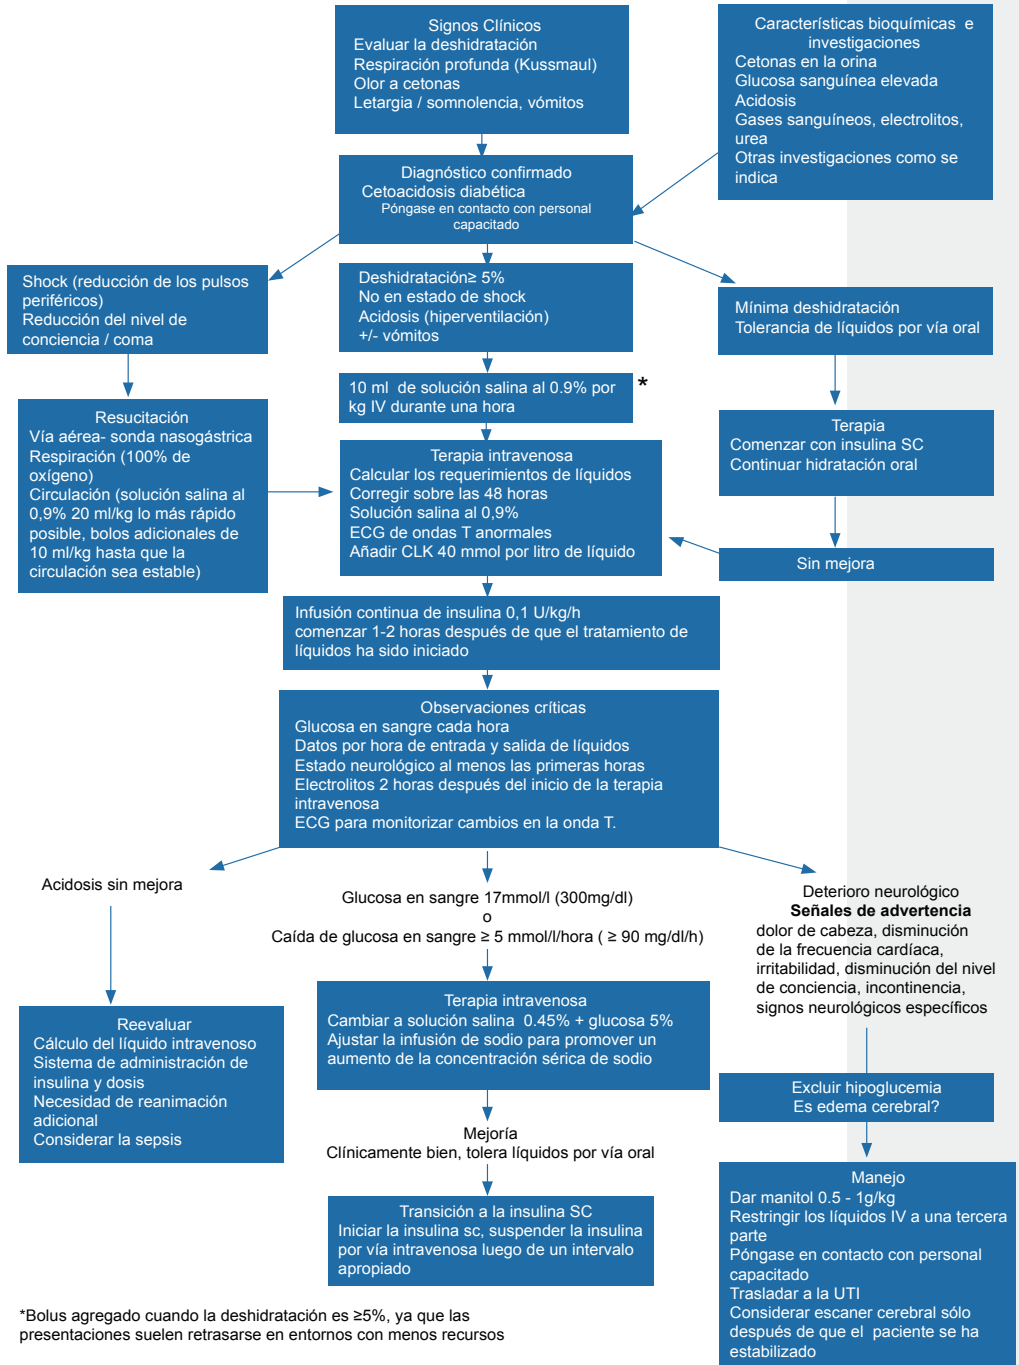 Signos Clínicos
Evaluar la deshidratación
Respiración profunda (Kussmaul)
Olor a cetonas
Letargia / somnolencia, vómitos
Características bioquímicas e
investigaciones
Cetonas en la orina
Glucosa sanguínea elevada
Acidosis
Gases sanguíneos, electrolitos,
urea
Otras investigaciones como se
indica
Diagnóstico confirmado
Cetoacidosis diabética
Póngase en contacto con personal
capacitado
Shock (reducción de los pulsos
periféricos)
Reducción del nivel de
conciencia / coma
Deshidratación≥ 5%
No en estado de shock
Acidosis (hiperventilación)
+/- vómitos
Mínima deshidratación
Tolerancia de líquidos por vía oral
10 ml de solución salina al 0.9% por
kg IV durante una hora
*
Resucitación
Vía aérea- sonda nasogástrica
Respiración (100% de
oxígeno)
Circulación (solución salina al
0,9% 20 ml/kg lo más rápido
posible, bolos adicionales de
10 ml/kg hasta que la
circulación sea estable)
Terapia intravenosa
Calcular los requerimientos de líquidos
Corregir sobre las 48 horas
Solución salina al 0,9%
ECG de ondas T anormales
Añadir CLK 40 mmol por litro de líquido
Terapia
Comenzar con insulina SC
Continuar hidratación oral
Sin mejora
Infusión continua de insulina 0,1 U/kg/h
comenzar 1-2 horas después de que el tratamiento de
líquidos ha sido iniciado
Observaciones críticas
Glucosa en sangre cada hora
Datos por hora de entrada y salida de líquidos
Estado neurológico al menos las primeras horas
Electrolitos 2 horas después del inicio de la terapia
intravenosa
ECG para monitorizar cambios en la onda T.
Acidosis sin mejora
Glucosa en sangre 17mmol/l (300mg/dl)
o
Caída de glucosa en sangre ≥ 5 mmol/l/hora ( ≥ 90 mg/dl/h)
Deterioro neurológico
Señales de advertencia
dolor de cabeza, disminución
de la frecuencia cardíaca,
irritabilidad, disminución del nivel
de conciencia, incontinencia,
signos neurológicos específicos
Reevaluar
Cálculo del líquido intravenoso
Sistema de administración de
insulina y dosis
Necesidad de reanimación
adicional
Considerar la sepsis
Terapia intravenosa
Cambiar a solución salina 0.45% + glucosa 5%
Ajustar la infusión de sodio para promover un
aumento de la concentración sérica de sodio
Excluir hipoglucemia
Es edema cerebral?
Mejoría
Clínicamente bien, tolera líquidos por vía oral
Transición a la insulina SC
Iniciar la insulina sc, suspender la insulina
por vía intravenosa luego de un intervalo
apropiado
Manejo
Dar manitol 0.5 - 1g/kg
Restringir los líquidos IV a una tercera
parte
Póngase en contacto con personal
capacitado
Trasladar a la UTI
Considerar escaner cerebral sólo
después de que el paciente se ha
estabilizado
*Bolus agregado cuando la deshidratación es ≥5%, ya que las
presentaciones suelen retrasarse en entornos con menos recursos